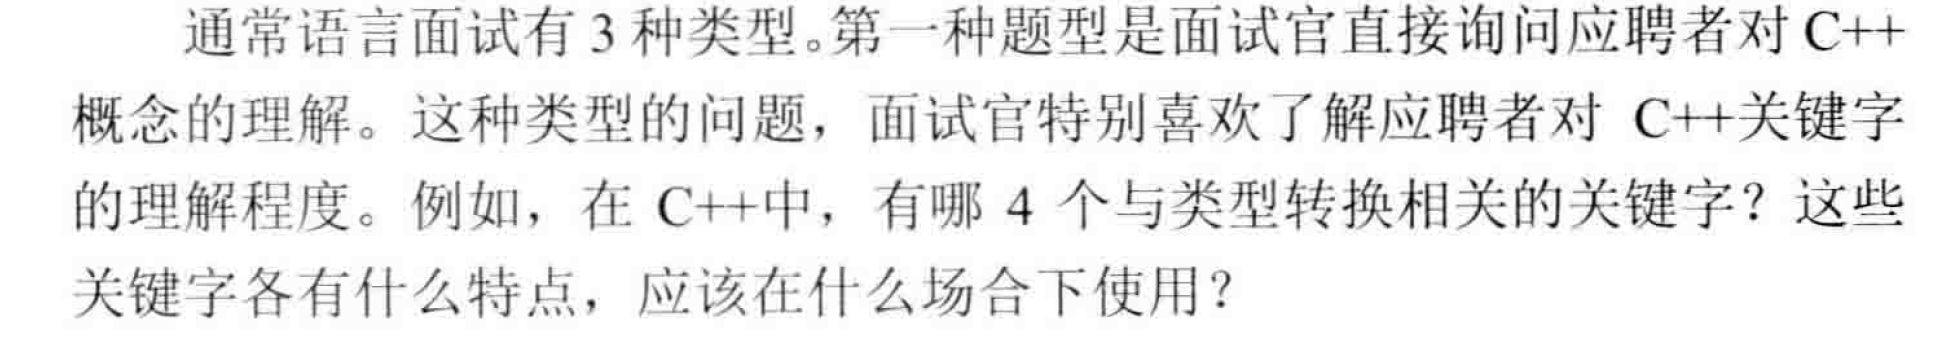 通常语言面试有 3 种类型。第一种题型是面试官直接询问应聘者对 C++
概念的理解。这种类型的问题，面试官特别喜欢了解应聘者对 C++关键字
的理解程度。例如，在 C++中，有哪 4 个与类型转换相关的关键字？这些
关键字各有什么特点，应该在什么场合下使用？